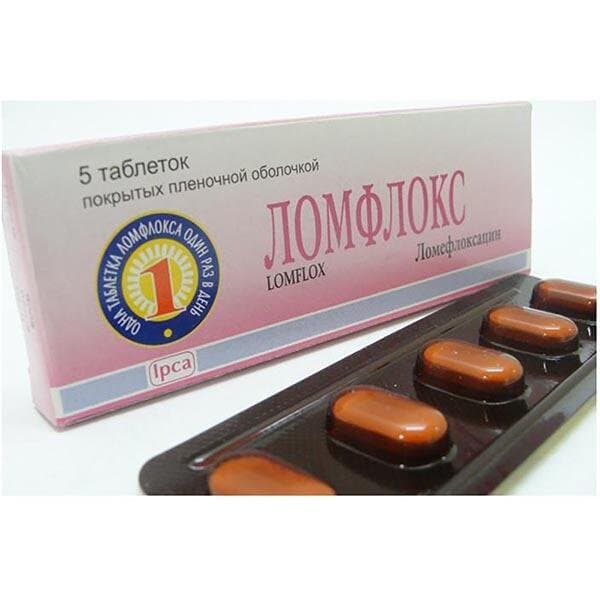 5 таблеток
покрытых пленочной оболочкой
ЛОМФЛОКС
LOMFLOX
Ломефлоксацин
ОДНА ТАБЛЕТКА ЛОМФЛОКСА ОДИН РАЗ В ДЕНЬ
1
Ipca